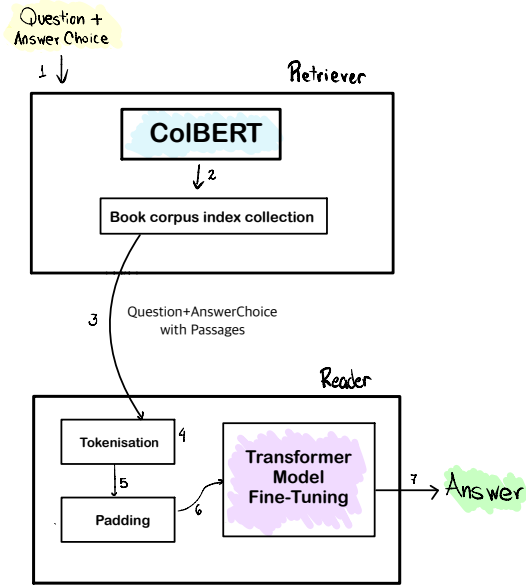 Question +
Answer Choice
1
Retriever
ColBERT
2
Book corpus index collection
3
Question+AnswerChoice
with Passages
Reader
Tokenisation
4
5
Padding
6
Transformer
Model
Fine-Tuning
7
Answer